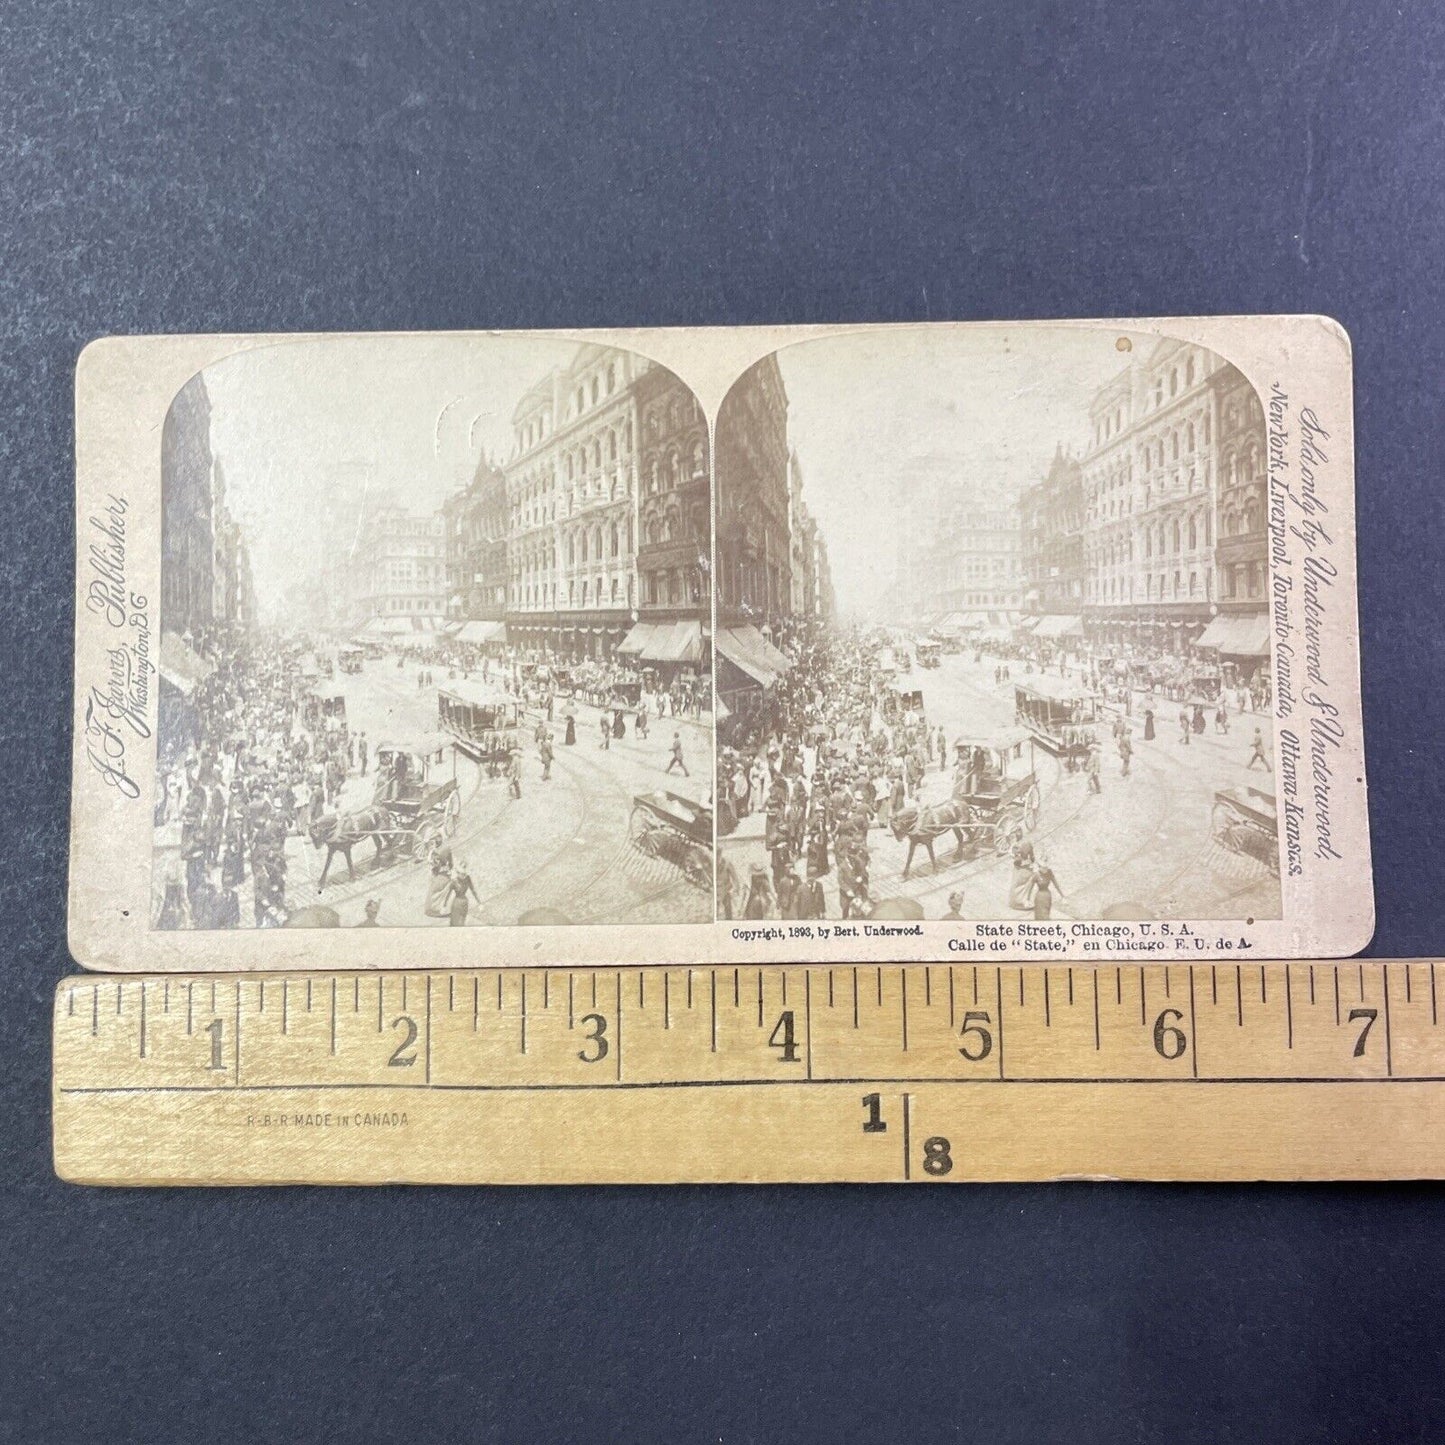 J. F. Jarvis, Publisher,
Washington, D.C.
Sold only by Underwood & Underwood,
New York, Liverpool, Toronto-Canada, Ottawa-Kansas.
Copyright, 1893, by Bert. Underwood.
State Street, Chicago, U. S. A.
Calle de "State," en Chicago. E. U. de A.
1 2 3 4 5 6 7
R-B-R MADE IN CANADA
1
8